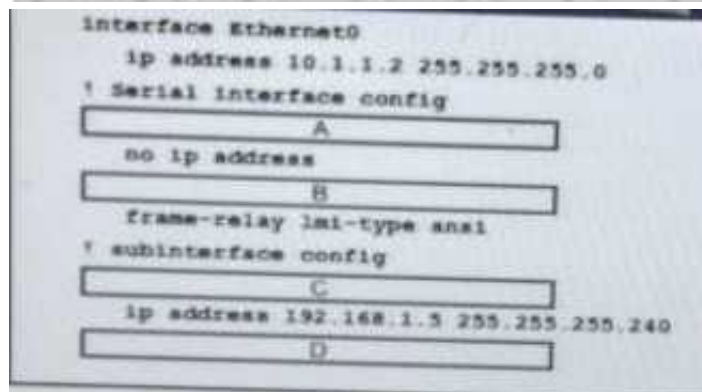 interface Ethernet0
ip address 10.1.1.2 255.255.255.0
! Serial interface config
A
no ip address
B
frame-relay lmi-type ansi
! subinterface config
C
ip address 192.168.1.5 255.255.255.240
D